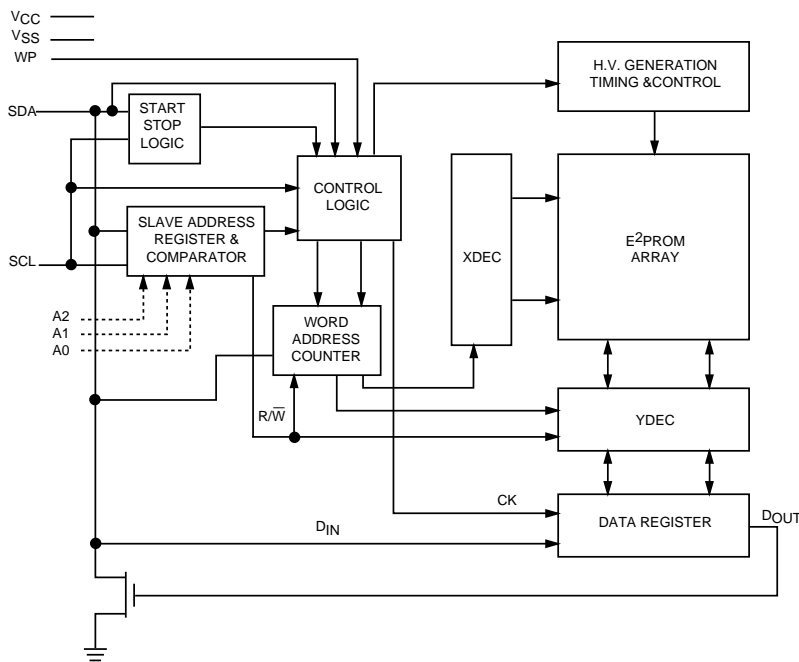 VCC
VSS
WP
SDA
START
STOP
LOGIC
CONTROL
LOGIC
H.V. GENERATION
TIMING &CONTROL
SLAVE ADDRESS
REGISTER &
COMPARATOR
SCL
XDEC
E2PROM
ARRAY
A2
A1
A0
WORD
ADDRESS
COUNTER
R/W̅
YDEC
CK
DIN
DATA REGISTER
DOUT